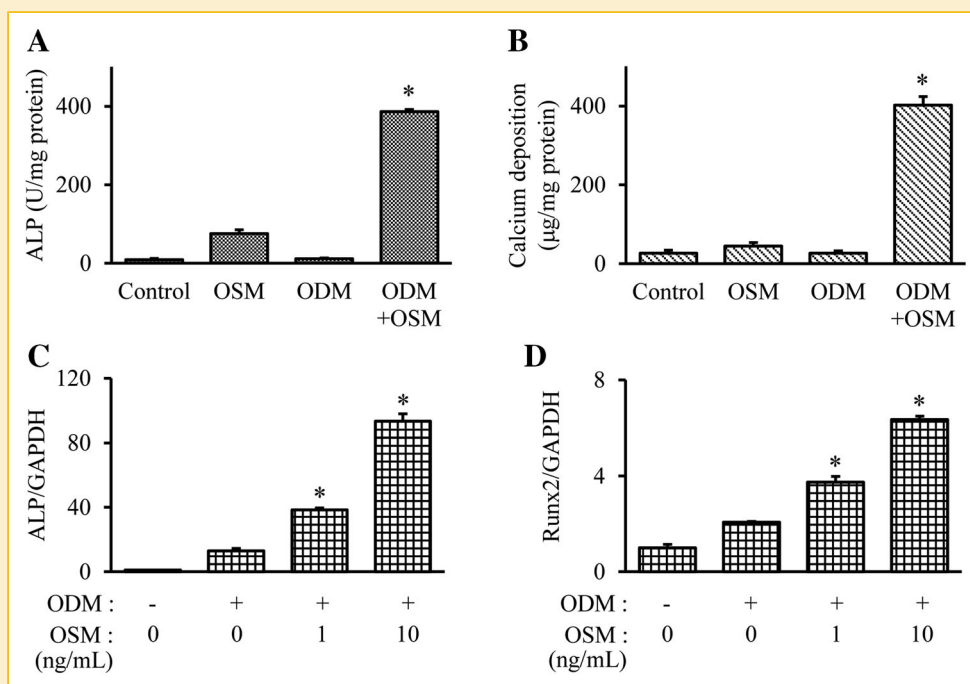 A
ALP (U/mg protein)
400
200
0
*
Control OSM ODM ODM
+OSM
B
Calcium deposition
(µg/mg protein)
400
200
0
*
Control OSM ODM ODM
+OSM
C
ALP/GAPDH
120
80
40
0
*
*
ODM : - + + +
OSM : 0 0 1 10
(ng/mL)
D
Runx2/GAPDH
8
4
0
*
*
ODM : - + + +
OSM : 0 0 1 10
(ng/mL)